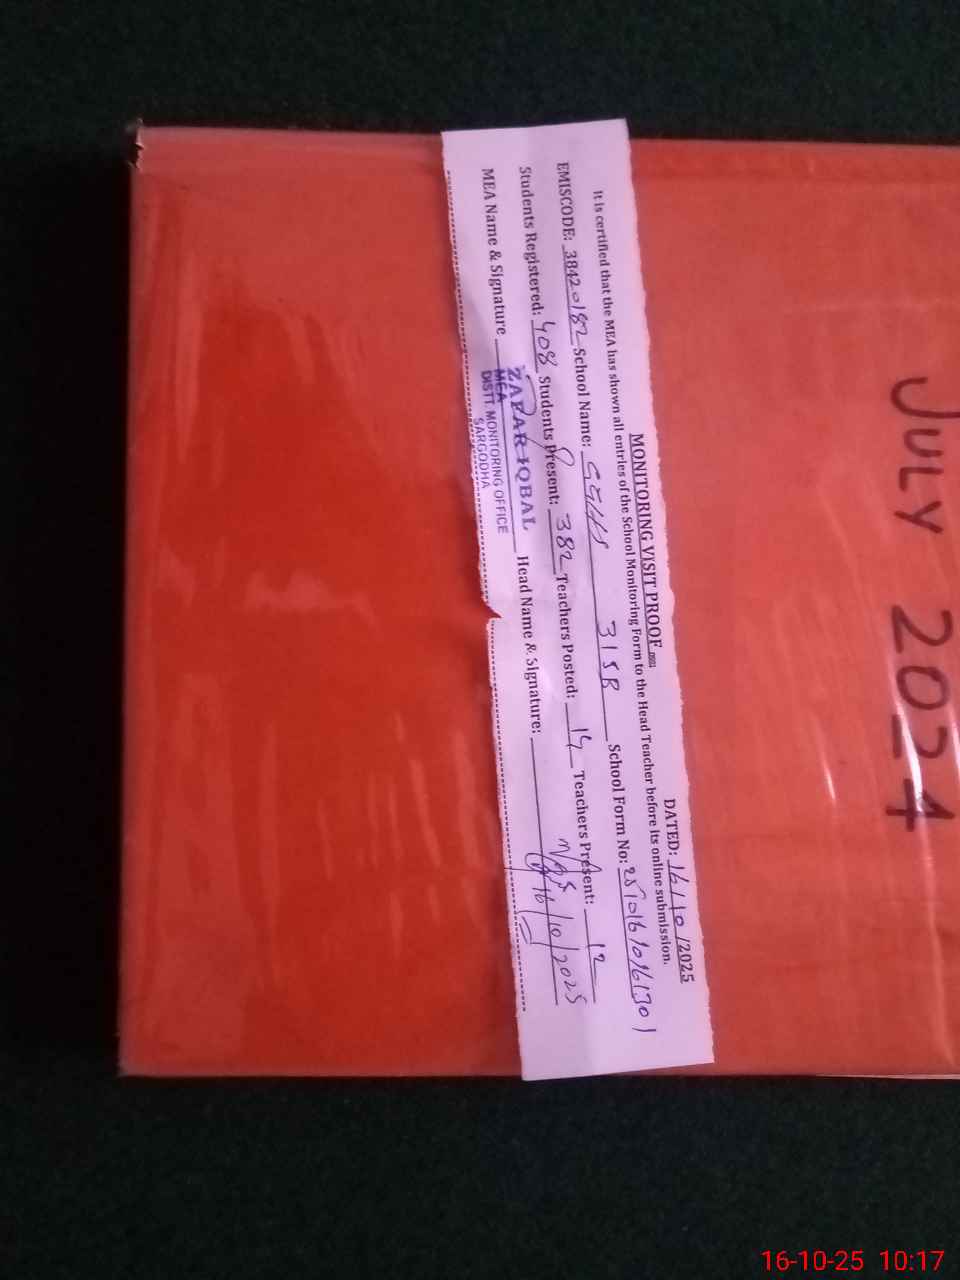 MONITORING VISIT PROOF
DATED: 16/10/2025
It is certified that the MEA has shown all entries of the School Monitoring Form to the Head Teacher before its online submission.
EMISCODE: 38420182 School Name: GGHS 31SB School Form No:
Students Registered: 408 Students Present: 382 Teachers Posted: 14 Teachers Present: 12
MEA Name & Signature Head Name & Signature:
ZAFAR IQBAL
MEA
DISTT. MONITORING OFFICE
SARGODHA
16/10/2025
JULY 2024
16-10-25 10:17